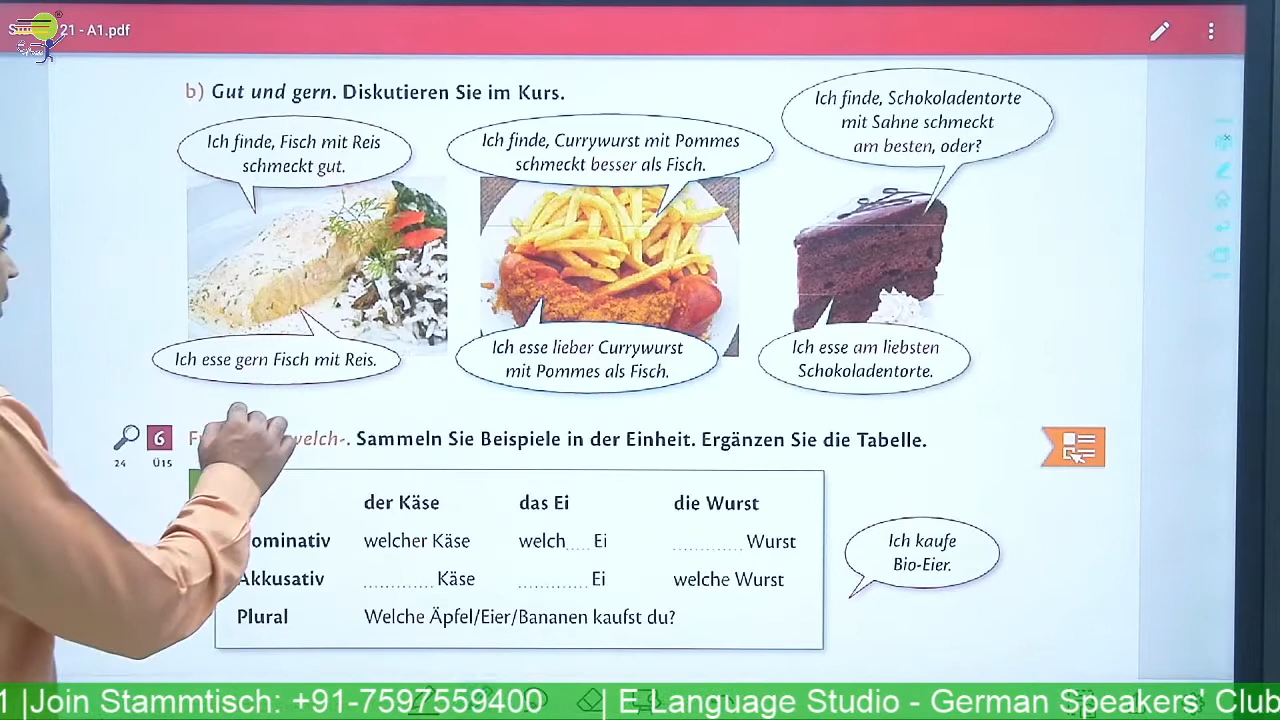 21 - A1.pdf
b) Gut und gern. Diskutieren Sie im Kurs.
Ich finde, Fisch mit Reis
schmeckt gut.
Ich finde, Currywurst mit Pommes
schmeckt besser als Fisch.
Ich finde, Schokoladentorte
mit Sahne schmeckt
am besten, oder?
Ich esse gern Fisch mit Reis.
Ich esse lieber Currywurst
mit Pommes als Fisch.
Ich esse am liebsten
Schokoladentorte.
6 welch-. Sammeln Sie Beispiele in der Einheit. Ergänzen Sie die Tabelle.
24 Ü15
der Käse das Ei die Wurst
ominativ welcher Käse welch.... Ei ............ Wurst
Akkusativ ............ Käse ............ Ei welche Wurst
Plural Welche Äpfel/Eier/Bananen kaufst du?
Ich kaufe
Bio-Eier.
1 |Join Stammtisch: +91-7597559400 | E Language Studio - German Speakers' Club